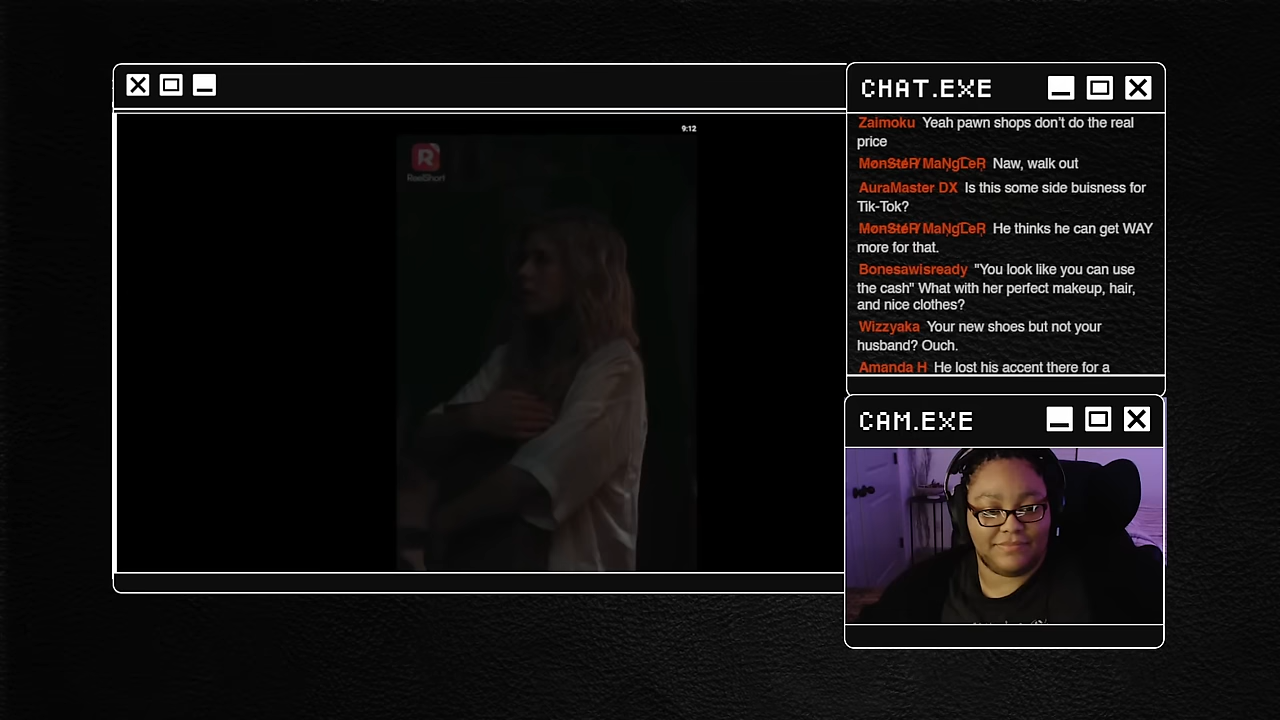 9:12
R
ReelShort
CHAT.EXE
Zaimoku Yeah pawn shops don't do the real
price
MonSteR MaNgLeR Naw, walk out
AuraMaster DX Is this some side buisness for
Tik-Tok?
MonSteR MaNgLeR He thinks he can get WAY
more for that.
Bonesawisready "You look like you can use
the cash" What with her perfect makeup, hair,
and nice clothes?
Wizzyaka Your new shoes but not your
husband? Ouch.
Amanda H He lost his accent there for a
CAM.EXE